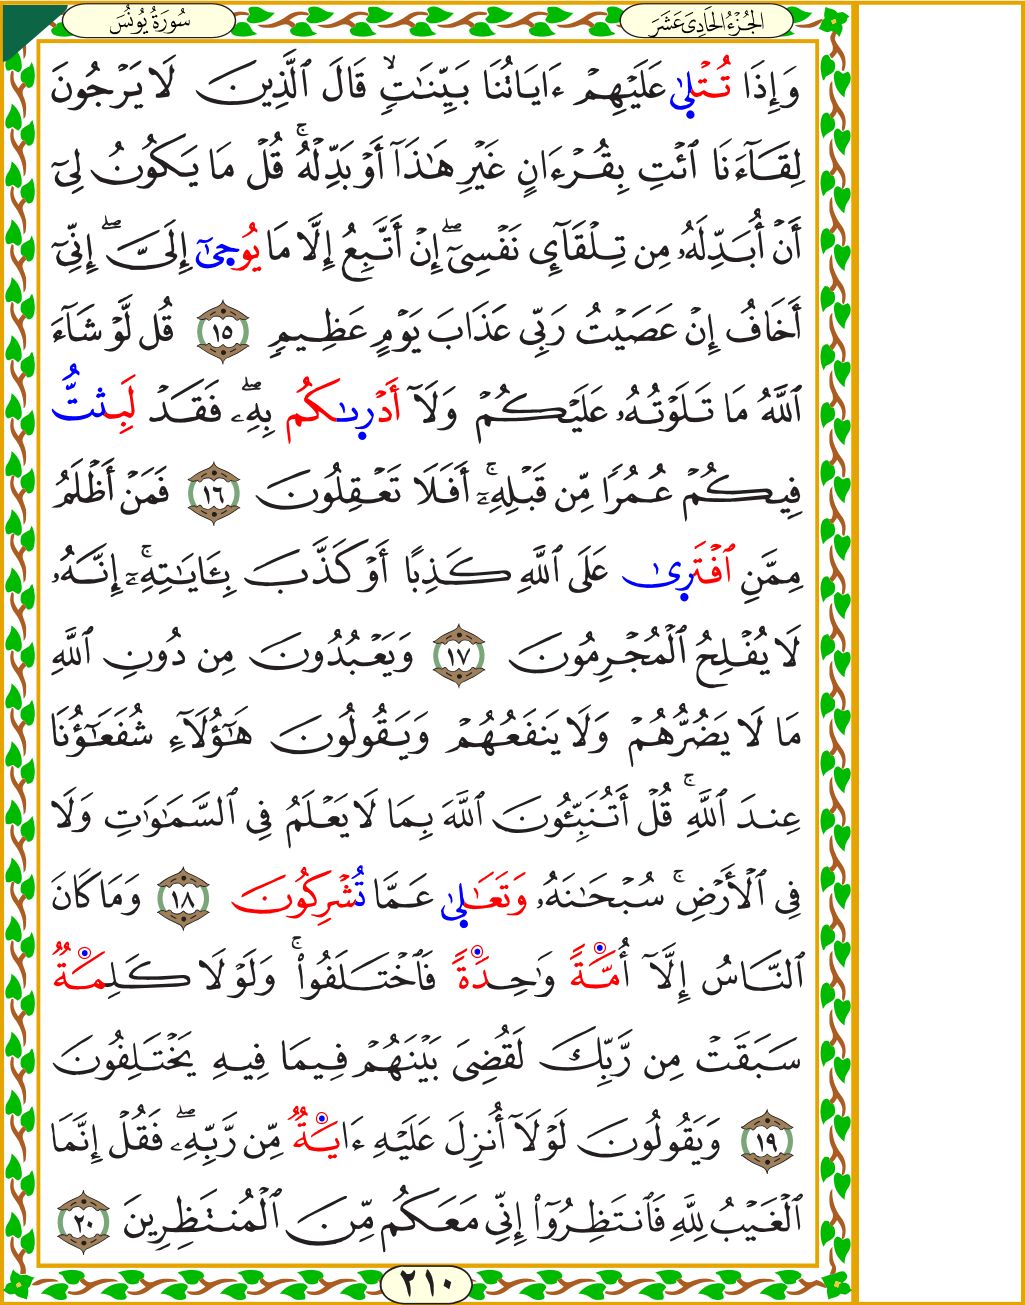 الجُزْءُ الحَادِىَ عَشَرَ
سُورَةُ يُونُسَ
وَإِذَا تُتْلَىٰ عَلَيْهِمْ ءَايَاتُنَا بَيِّنَـٰتٍۙ قَالَ ٱلَّذِينَ لَا يَرْجُونَ
لِقَآءَنَا ٱئْتِ بِقُرْءَانٍ غَيْرِ هَـٰذَآ أَوْ بَدِّلْهُۚ قُلْ مَا يَكُونُ لِىٓ
أَنْ أُبَدِّلَهُۥ مِن تِلْقَآئِ نَفْسِىٓۖ إِنْ أَتَّبِعُ إِلَّا مَا يُوحِىٰٓ إِلَىَّۖ إِنِّىٓ
أَخَافُ إِنْ عَصَيْتُ رَبِّى عَذَابَ يَوْمٍ عَظِيمٍ ١٥ قُل لَّوْ شَآءَ
ٱللَّهُ مَا تَلَوْتُهُۥ عَلَيْكُمْ وَلَآ أَدْرِىٰكُم بِهِۦۖ فَقَدْ لَبِثتُّ
فِيكُمْ عُمُرًا مِّن قَبْلِهِۦٓۚ أَفَلَا تَعْقِلُونَ ١٦ فَمَنْ أَظْلَمُ
مِمَّنِ ٱفْتَرِىٰ عَلَى ٱللَّهِ كَذِبًا أَوْ كَذَّبَ بِـَٔايَـٰتِهِۦٓۚ إِنَّهُۥ
لَا يُفْلِحُ ٱلْمُجْرِمُونَ ١٧ وَيَعْبُدُونَ مِن دُونِ ٱللَّهِ
مَا لَا يَضُرُّهُمْ وَلَا يَنفَعُهُمْ وَيَقُولُونَ هَـٰٓؤُلَآءِ شُفَعَـٰٓؤُنَا
عِندَ ٱللَّهِۚ قُلْ أَتُنَبِّـُٔونَ ٱللَّهَ بِمَا لَا يَعْلَمُ فِى ٱلسَّمَـٰوَٰتِ وَلَا
فِى ٱلْأَرْضِۚ سُبْحَـٰنَهُۥ وَتَعَـٰلِىٰ عَمَّا تُشْرِكُونَ ١٨ وَمَا كَانَ
ٱلنَّاسُ إِلَّآ أُمَّةً وَٰحِدَةً فَٱخْتَلَفُوا۟ۚ وَلَوْلَا كَلِمَةٌ
سَبَقَتْ مِن رَّبِّكَ لَقُضِىَ بَيْنَهُمْ فِيمَا فِيهِ يَخْتَلِفُونَ
١٩ وَيَقُولُونَ لَوْلَآ أُنزِلَ عَلَيْهِ ءَايَةٌ مِّن رَّبِّهِۦۖ فَقُلْ إِنَّمَا
ٱلْغَيْبُ لِلَّهِ فَٱنتَظِرُوٓا۟ إِنِّى مَعَكُم مِّنَ ٱلْمُنتَظِرِينَ ٢٠
٢١٠